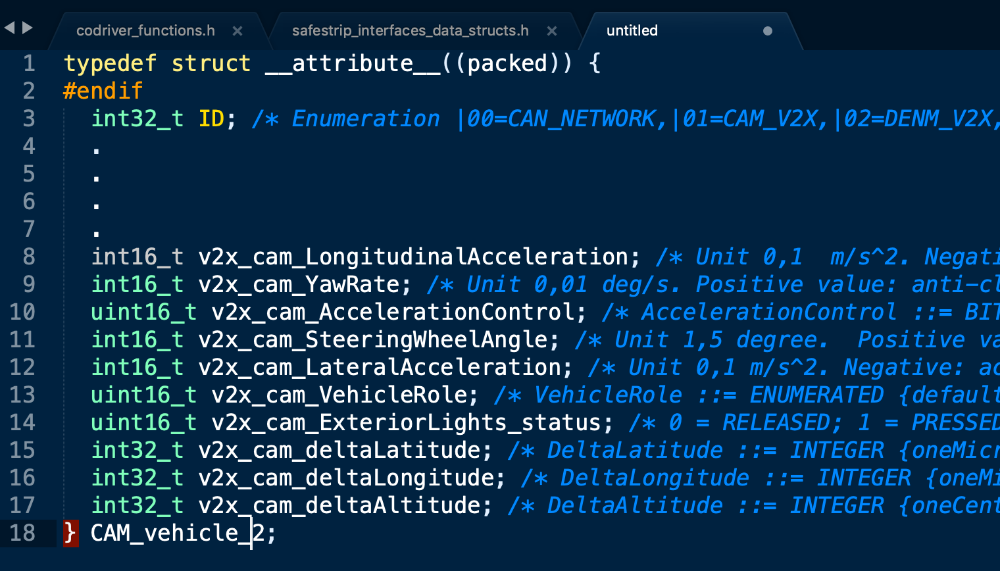 codriver_functions.h × safestrip_interfaces_data_structs.h × untitled
1 typedef struct __attribute__((packed)) {
2 #endif
3 int32_t ID; /* Enumeration |00=CAN_NETWORK,|01=CAM_V2X,|02=DENM_V2X,
4 .
5 .
6 .
7 .
8 int16_t v2x_cam_LongitudinalAcceleration; /* Unit 0,1  m/s^2. Negati
9 int16_t v2x_cam_YawRate; /* Unit 0,01 deg/s. Positive value: anti-cl
10 uint16_t v2x_cam_AccelerationControl; /* AccelerationControl ::= BIT
11 int16_t v2x_cam_SteeringWheelAngle; /* Unit 1,5 degree.  Positive va
12 int16_t v2x_cam_LateralAcceleration; /* Unit 0,1 m/s^2. Negative: ac
13 uint16_t v2x_cam_VehicleRole; /* VehicleRole ::= ENUMERATED {default
14 uint16_t v2x_cam_ExteriorLights_status; /* 0 = RELEASED; 1 = PRESSED
15 int32_t v2x_cam_deltaLatitude; /* DeltaLatitude ::= INTEGER {oneMicr
16 int32_t v2x_cam_deltaLongitude; /* DeltaLongitude ::= INTEGER {oneMi
17 int32_t v2x_cam_deltaAltitude; /* DeltaAltitude ::= INTEGER {oneCent
18 } CAM_vehicle_2;